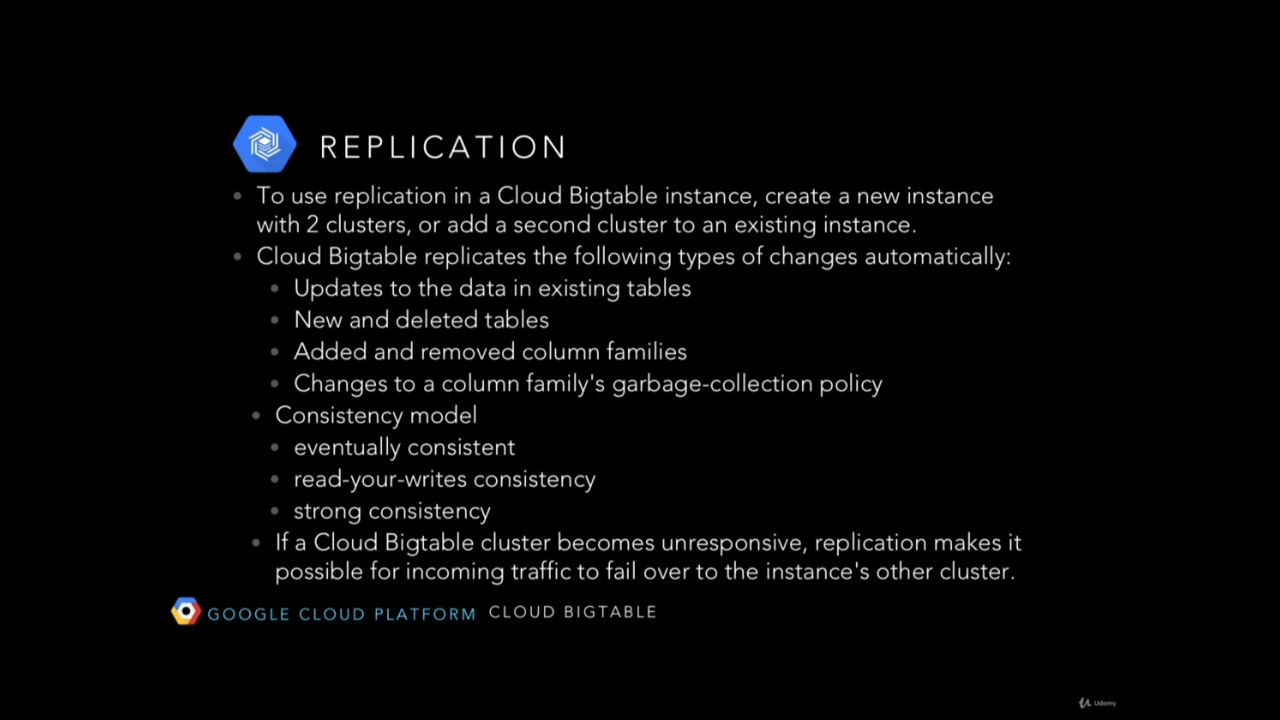 REPLICATION
• To use replication in a Cloud Bigtable instance, create a new instance
with 2 clusters, or add a second cluster to an existing instance.
• Cloud Bigtable replicates the following types of changes automatically:
• Updates to the data in existing tables
• New and deleted tables
• Added and removed column families
• Changes to a column family's garbage-collection policy
• Consistency model
• eventually consistent
• read-your-writes consistency
• strong consistency
• If a Cloud Bigtable cluster becomes unresponsive, replication makes it
possible for incoming traffic to fail over to the instance's other cluster.
GOOGLE CLOUD PLATFORM CLOUD BIGTABLE
Udemy